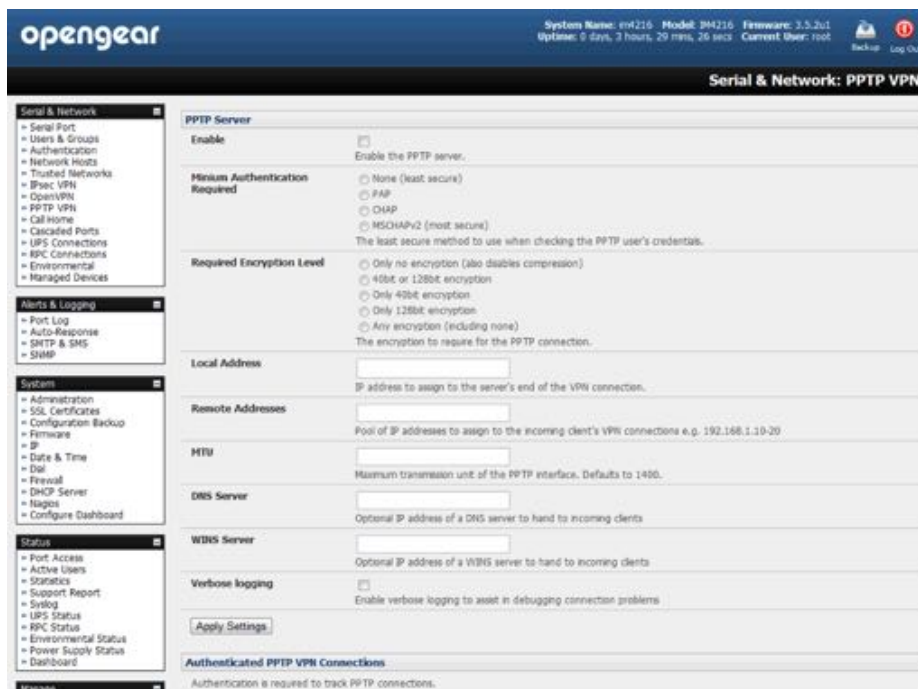 opengear
System Name: im4216 Model: IM4216 Firmware: 3.5.2u1
Uptime: 0 days, 3 hours, 29 mins, 26 secs Current User: root
Backup
Log Ou
Serial & Network: PPTP VPN
Serial & Network
Serial Port
Users & Groups
Authentication
Network Hosts
Trusted Networks
IPsec VPN
OpenVPN
PPTP VPN
Call Home
Cascaded Ports
UPS Connections
RPC Connections
Environmental
Managed Devices
Alerts & Logging
Port Log
Auto-Response
SMTP & SMS
SNMP
System
Administration
SSL Certificates
Configuration Backup
Firmware
IP
Date & Time
Dial
Firewall
DHCP Server
Nagios
Configure Dashboard
Status
Port Access
Active Users
Statistics
Support Report
Syslog
UPS Status
RPC Status
Environmental Status
Power Supply Status
Dashboard
Manage
PPTP Server
Enable
Enable the PPTP server.
Minium Authentication
Required
None (least secure)
PAP
CHAP
MSCHAPv2 (most secure)
The least secure method to use when checking the PPTP user's credentials.
Required Encryption Level
Only no encryption (also disables compression)
40bit or 128bit encryption
Only 40bit encryption
Only 128bit encryption
Any encryption (including none)
The encryption to require for the PPTP connection.
Local Address
IP address to assign to the server's end of the VPN connection.
Remote Addresses
Pool of IP addresses to assign to the incoming client's VPN connections e.g. 192.168.1.10-20
MTU
Maximum transmission unit of the PPTP interface. Defaults to 1400.
DNS Server
Optional IP address of a DNS server to hand to incoming clients
WINS Server
Optional IP address of a WINS server to hand to incoming clients
Verbose logging
Enable verbose logging to assist in debugging connection problems
Apply Settings
Authenticated PPTP VPN Connections
Authentication is required to track PPTP connections.